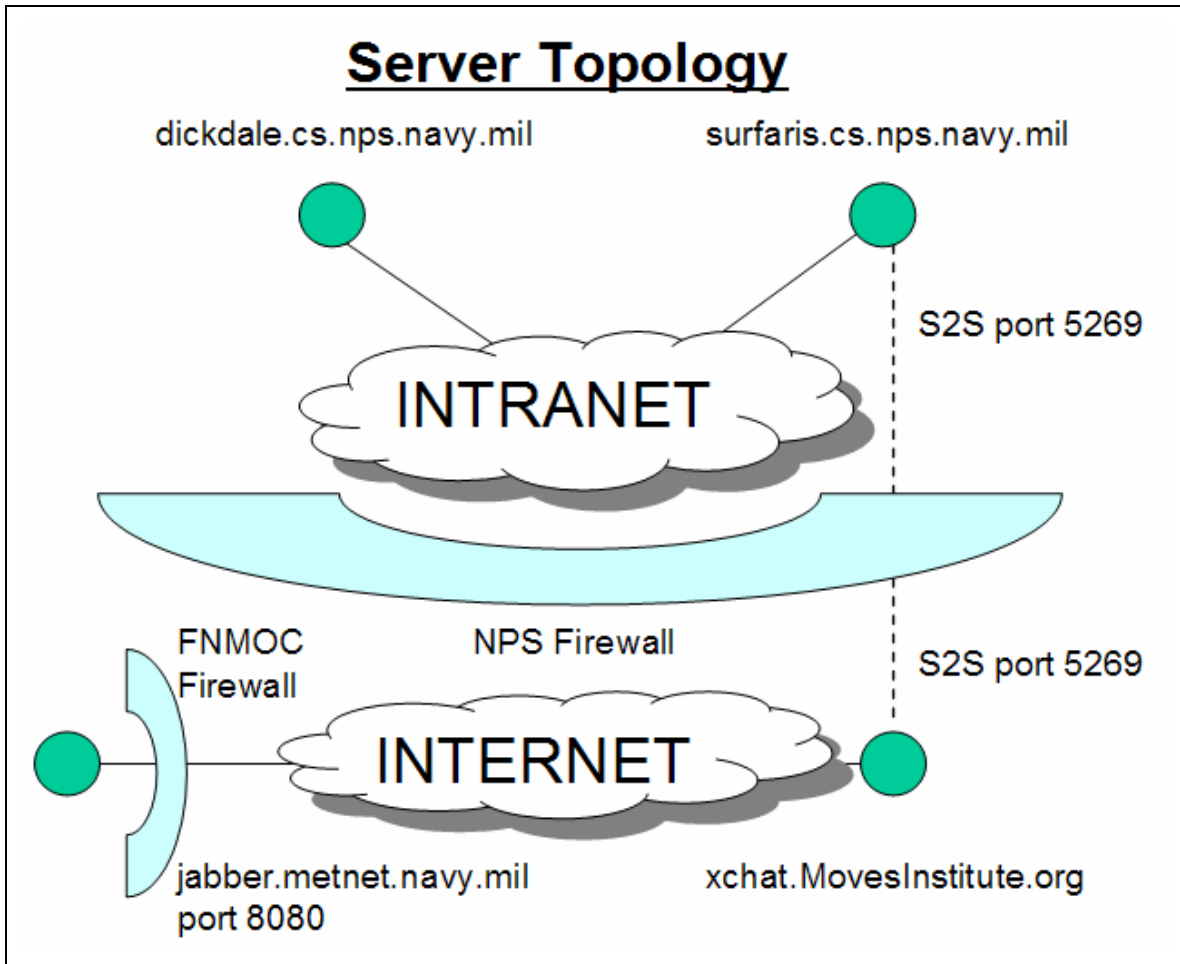 Server Topology
dickdale.cs.nps.navy.mil
surfaris.cs.nps.navy.mil
S2S port 5269
INTRANET
FNMOC
Firewall
NPS Firewall
S2S port 5269
INTERNET
jabber.metnet.navy.mil
port 8080
xchat.MovesInstitute.org